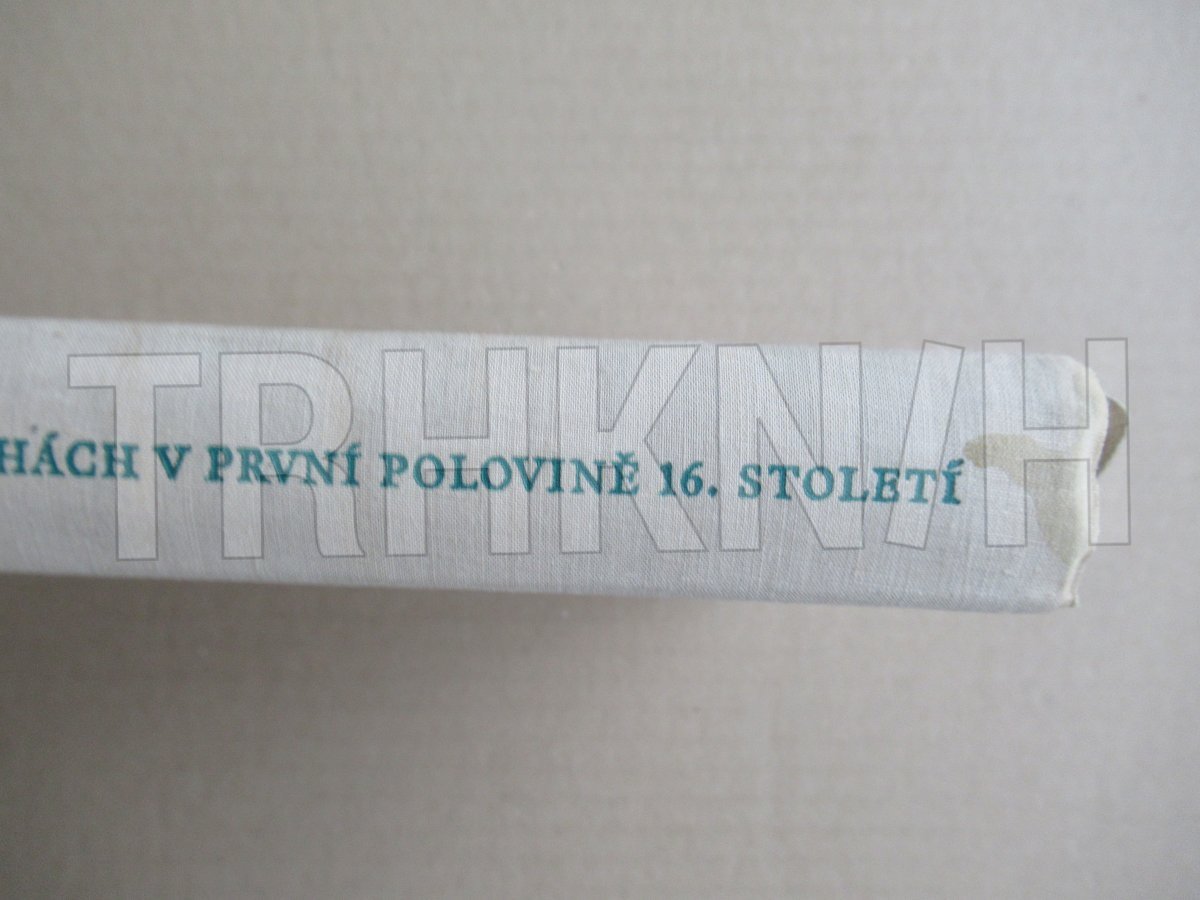 HÁCH V PRVNÍ POLOVINĚ 16. STOLETÍ
TRHKNIH